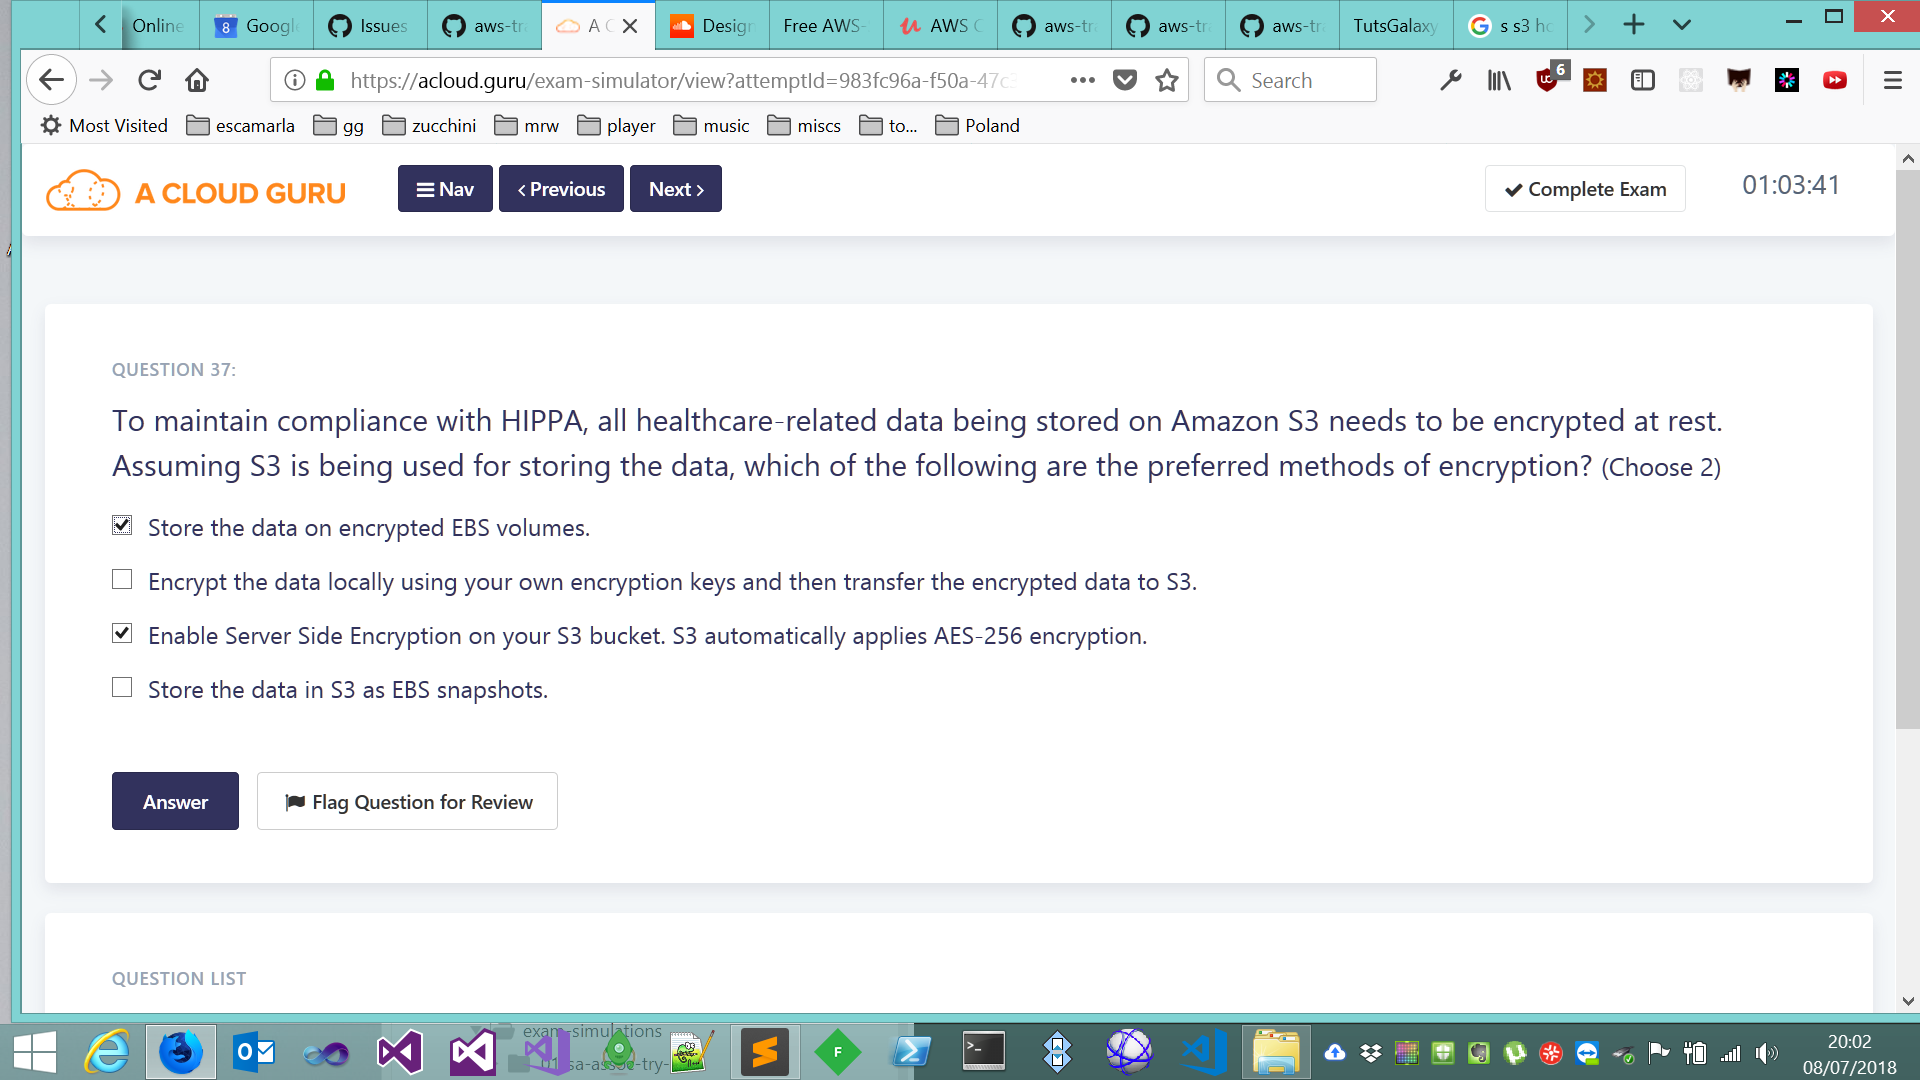 Online
Googl
Issues
aws-tr
A C
Design
Free AWS-
AWS C
aws-tr
aws-tr
aws-tr
TutsGalaxy
s s3 ho
https://acloud.guru/exam-simulator/view?attemptId=983fc96a-f50a-47c
Search
6
Most Visited
escamarla
gg
zucchini
mrw
player
music
miscs
to...
Poland
A CLOUD GURU
Nav
Previous
Next
Complete Exam
01:03:41
QUESTION 37:
To maintain compliance with HIPPA, all healthcare-related data being stored on Amazon S3 needs to be encrypted at rest.
Assuming S3 is being used for storing the data, which of the following are the preferred methods of encryption? (Choose 2)
Store the data on encrypted EBS volumes.
Encrypt the data locally using your own encryption keys and then transfer the encrypted data to S3.
Enable Server Side Encryption on your S3 bucket. S3 automatically applies AES-256 encryption.
Store the data in S3 as EBS snapshots.
Answer
Flag Question for Review
QUESTION LIST
exam-simulations
20:02
08/07/2018